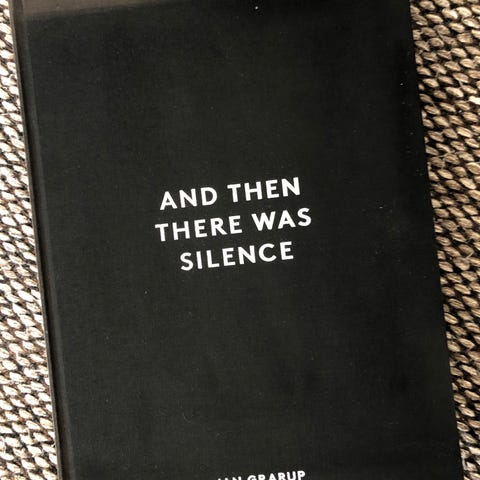 AND THEN
THERE WAS
SILENCE
GRARUP